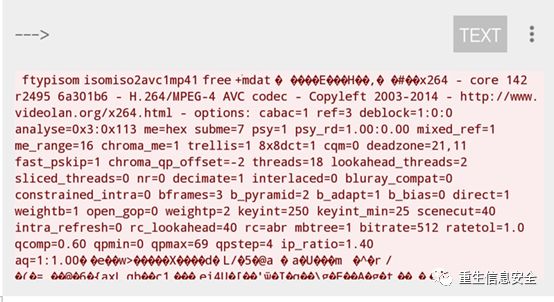 --->
TEXT
ftypisom isomiso2avc1mp41 free +mdat � ����E���H��,� �#��x264 - core 142
r2495 6a301b6 - H.264/MPEG-4 AVC codec - Copyleft 2003-2014 - http://www.
videolan.org/x264.html - options: cabac=1 ref=3 deblock=1:0:0
analyse=0x3:0x113 me=hex subme=7 psy=1 psy_rd=1.00:0.00 mixed_ref=1
me_range=16 chroma_me=1 trellis=1 8x8dct=1 cqm=0 deadzone=21,11
fast_pskip=1 chroma_qp_offset=-2 threads=18 lookahead_threads=2
sliced_threads=0 nr=0 decimate=1 interlaced=0 bluray_compat=0
constrained_intra=0 bframes=3 b_pyramid=2 b_adapt=1 b_bias=0 direct=1
weightb=1 open_gop=0 weightp=2 keyint=250 keyint_min=25 scenecut=40
intra_refresh=0 rc_lookahead=40 rc=abr mbtree=1 bitrate=512 ratetol=1.0
qcomp=0.60 qpmin=0 qpmax=69 qpstep=4 ip_ratio=1.40
aq=1:1.00
重生信息安全